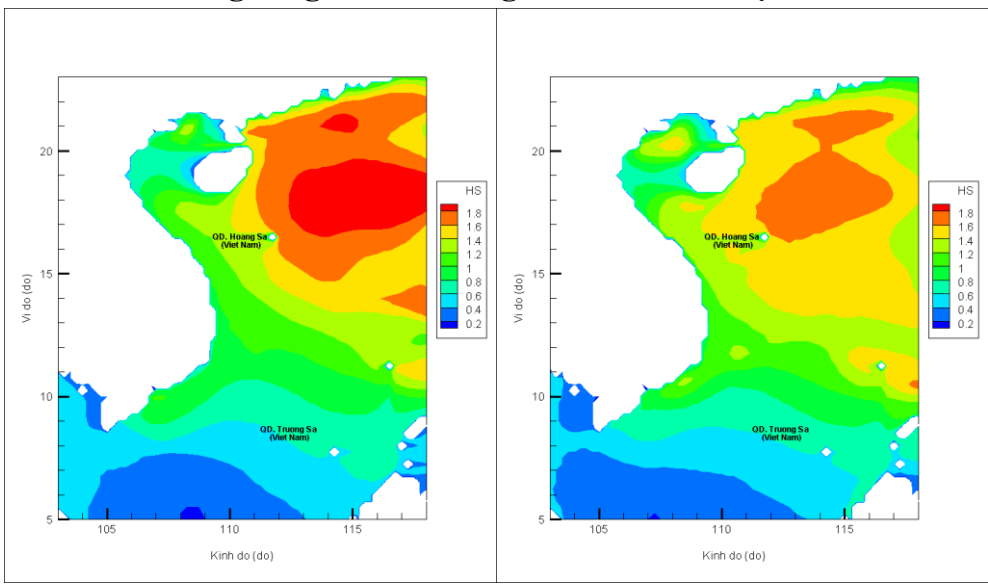 HS
1.8
1.6
1.4
1.2
1
0.8
0.6
0.4
0.2
20
15
10
5
105
110
115
Vi do (do)
Kinh do (do)
QD. Hoang Sa
(Viet Nam)
QD. Truong Sa
(Viet Nam)
HS
1.8
1.6
1.4
1.2
1
0.8
0.6
0.4
0.2
20
15
10
5
105
110
115
Vi do (do)
Kinh do (do)
QD. Hoang Sa
(Viet Nam)
QD. Truong Sa
(Viet Nam)